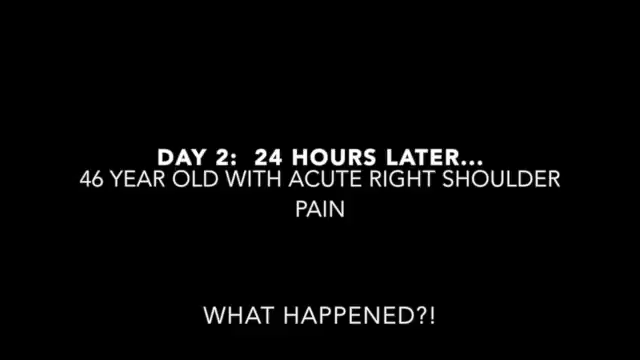 DAY 2:  24 HOURS LATER...
46 YEAR OLD WITH ACUTE RIGHT SHOULDER
PAIN
WHAT HAPPENED?!